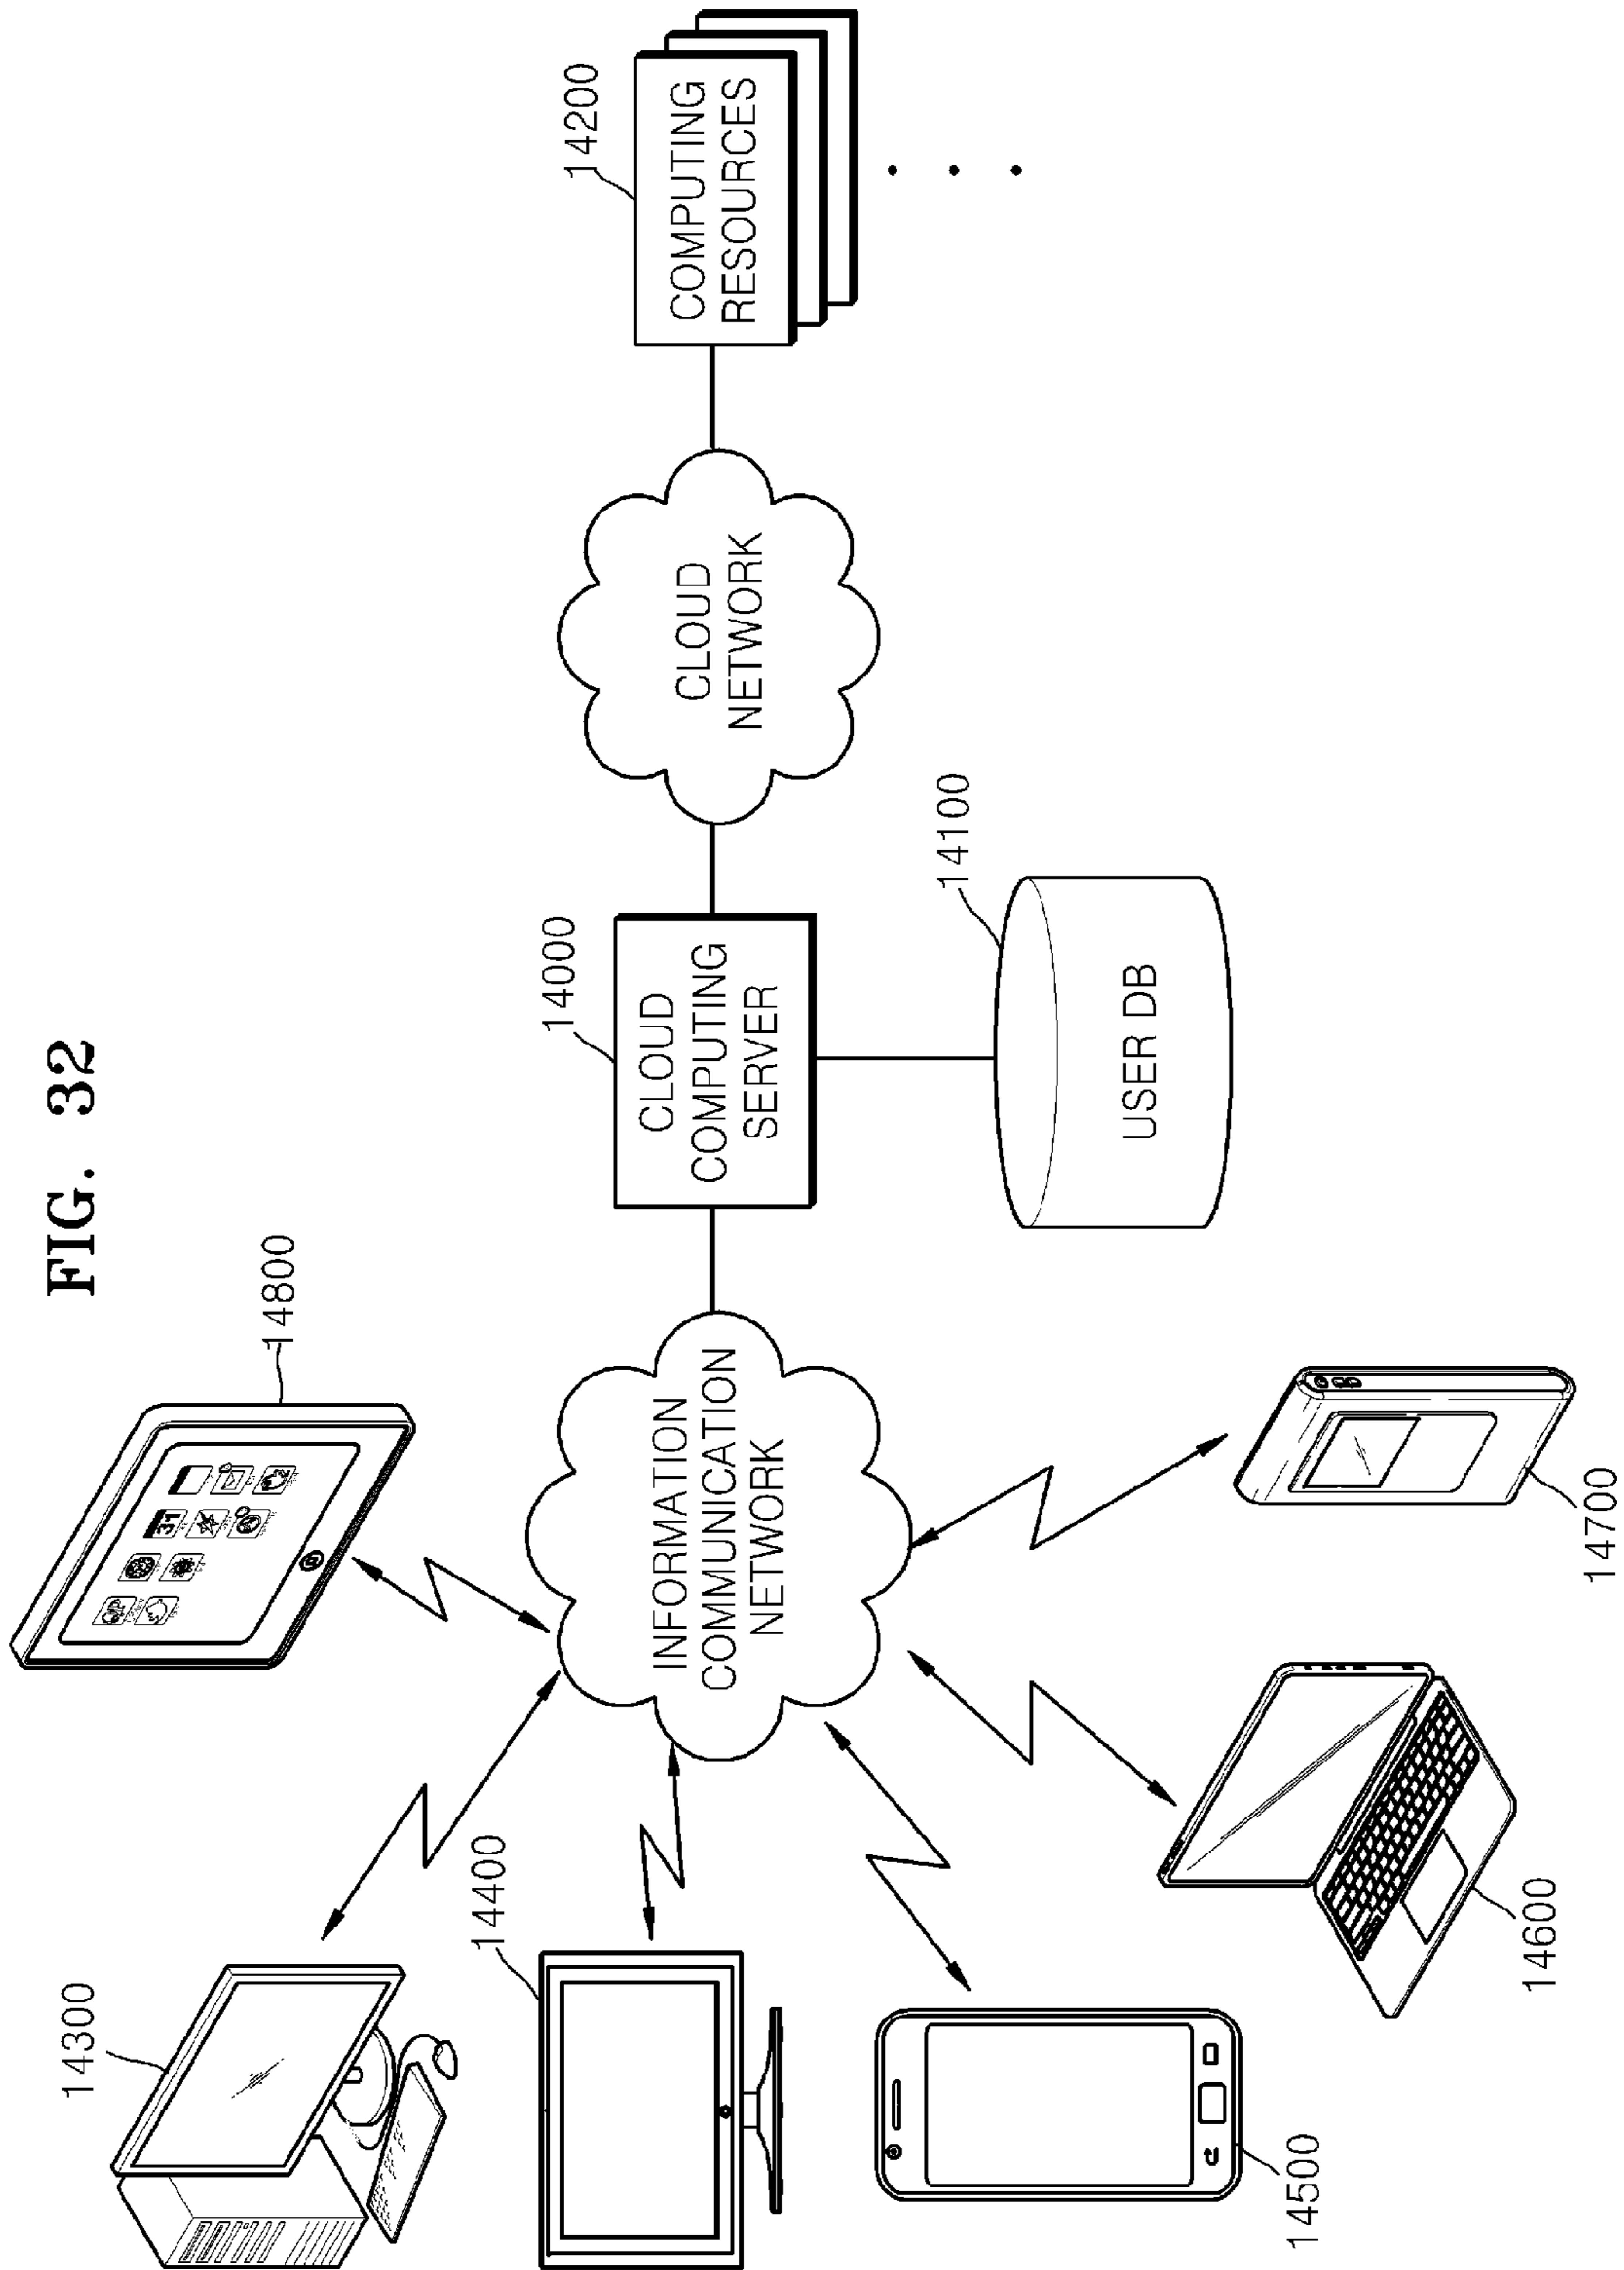 FIG. 32
14300
14800
14400
14000
14200
INFORMATION
COMMUNICATION
NETWORK
CLOUD
COMPUTING
SERVER
CLOUD
NETWORK
COMPUTING
RESOURCES
14100
USER DB
14500
14600
14700
31